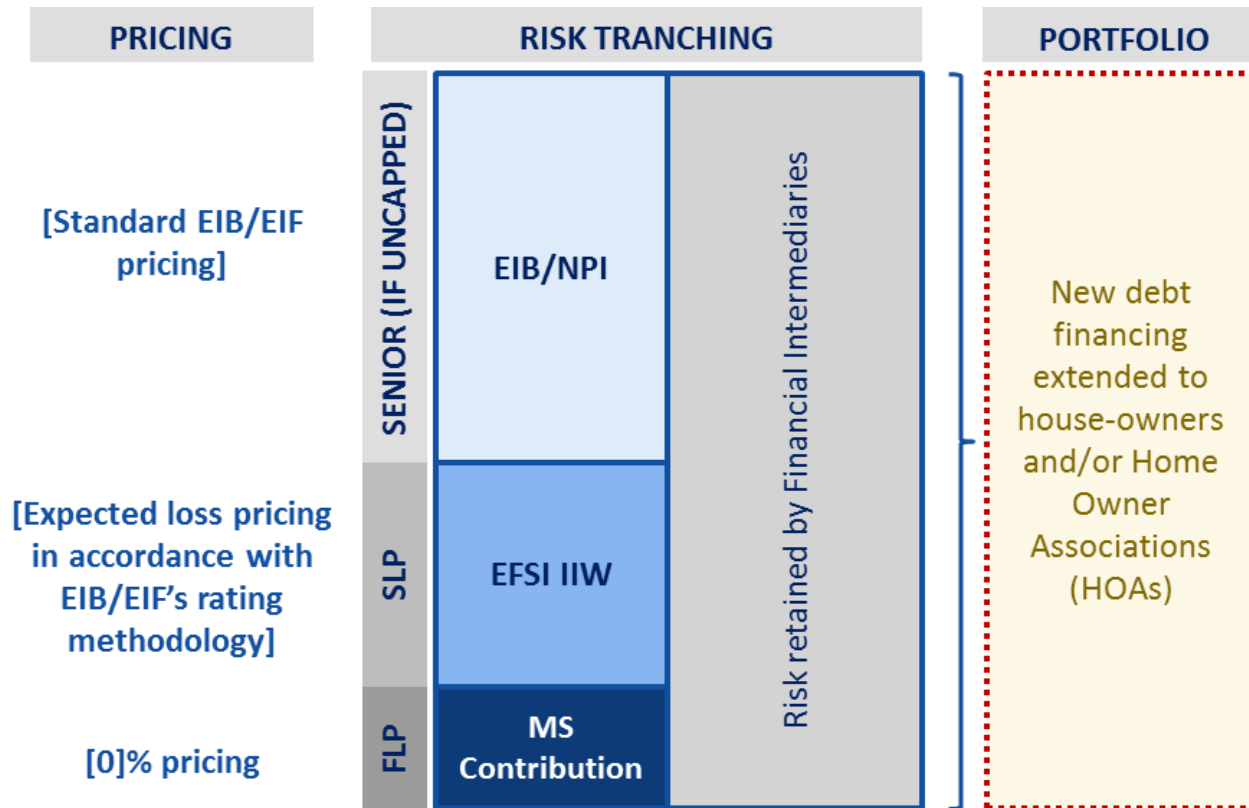 PRICING
RISK TRANCHING
PORTFOLIO
[Standard EIB/EIF
pricing]
[Expected loss pricing
in accordance with
EIB/EIF’s rating
methodology]
[0]% pricing
SENIOR (IF UNCAPPED)
SLP
FLP
EIB/NPI
EFSI IIW
MS
Contribution
Risk retained by Financial Intermediaries
New debt
financing
extended to
house-owners
and/or Home
Owner
Associations
(HOAs)